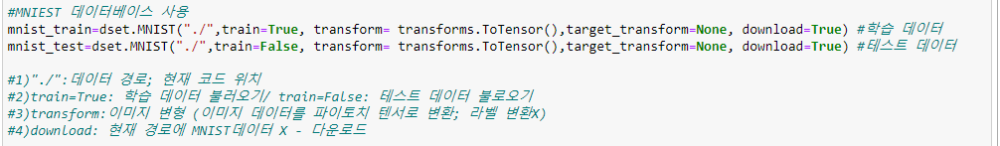 #MNIEST 데이터베이스 사용
mnist_train=dset.MNIST("./",train=True, transform= transforms.ToTensor(),target_transform=None, download=True) #학습 데이터
mnist_test=dset.MNIST("./",train=False, transform= transforms.ToTensor(),target_transform=None, download=True) #테스트 데이터
#1)"./":데이터 경로; 현재 코드 위치
#2)train=True: 학습 데이터 불러오기/ train=False: 테스트 데이터 불로오기
#3)transform:이미지 변형 (이미지 데이터를 파이토치 텐서로 변환; 라벨 변환X)
#4)download: 현재 경로에 MNIST데이터 X - 다운로드